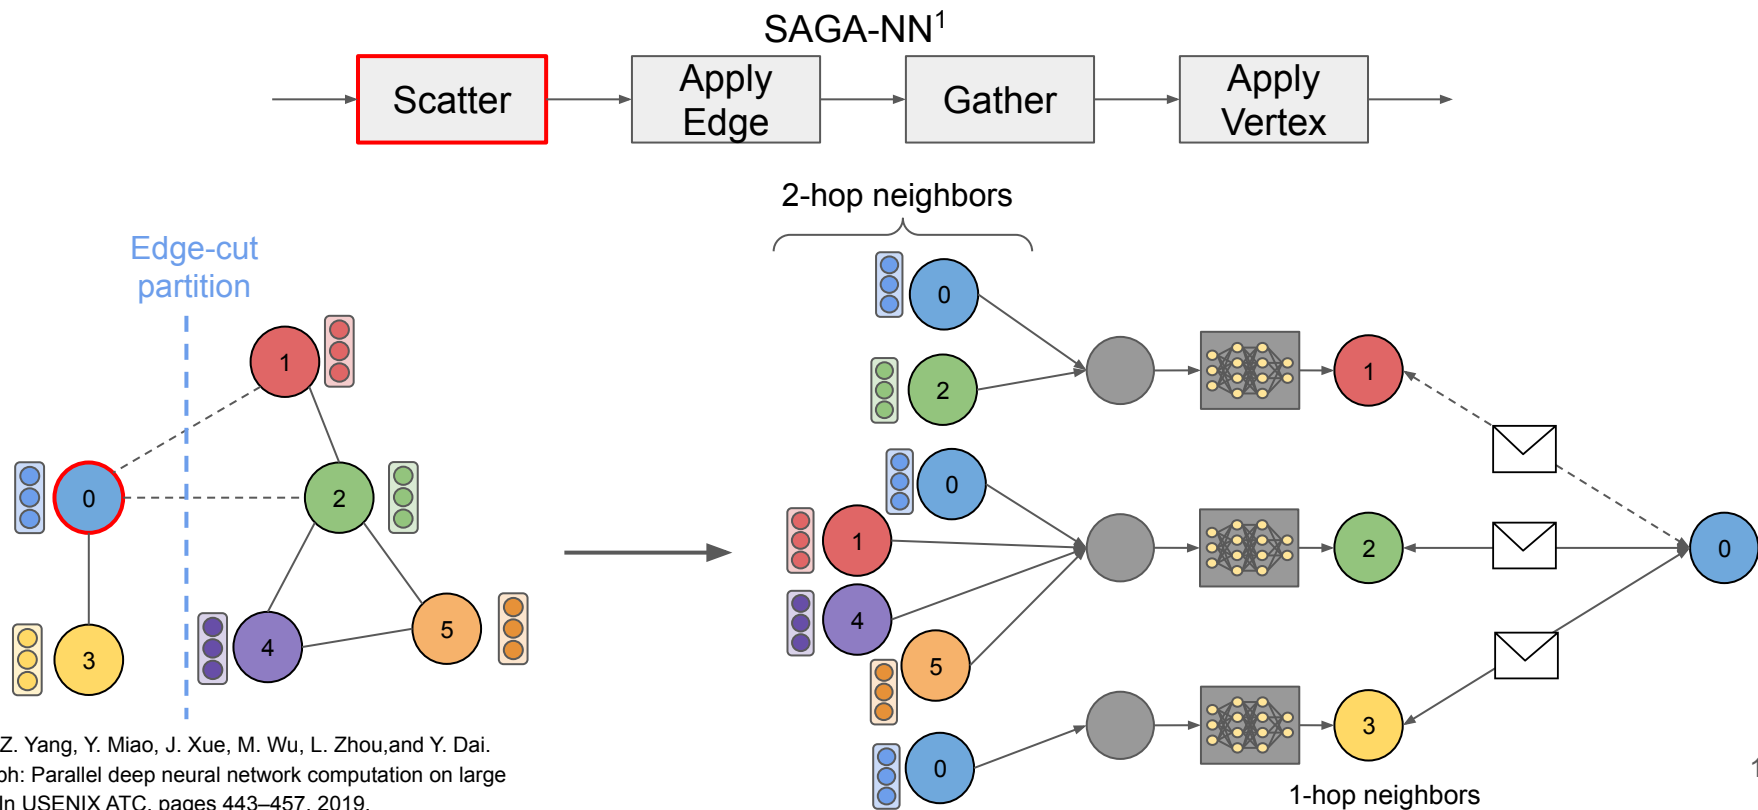 SAGA-NN¹
Scatter
Apply
Edge
Gather
Apply
Vertex
2-hop neighbors
Edge-cut
partition
0
1
2
3
4
5
0
2
0
1
4
5
0
1
2
3
0
Z. Yang, Y. Miao, J. Xue, M. Wu, L. Zhou,and Y. Dai.
ph: Parallel deep neural network computation on large
In USENIX ATC, pages 443–457, 2019.
1-hop neighbors
1